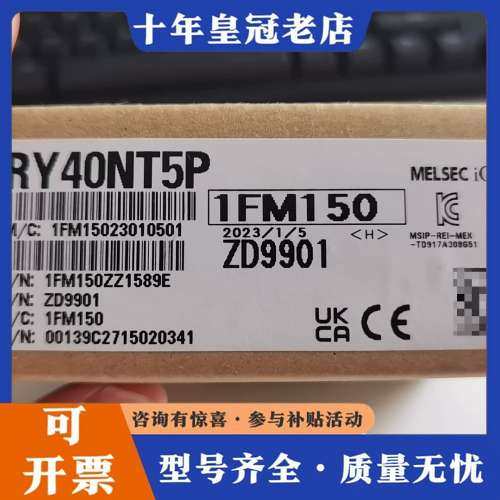 十年皇冠老店
RY40NT5P
MELSEC iQ
1FM150
M/C: 1FM15023010501
2023/1/5 <H>
MSIP-REI-MEK
-TD917A308G51
ZD9901
/N: 1FM150ZZ1589E
/N: ZD9901
/C: 1FM150
/N: 00139C2715020341
UK
CA
CE
咨询有惊喜·参与补贴活动
可
开票
型号齐全·质量无忧